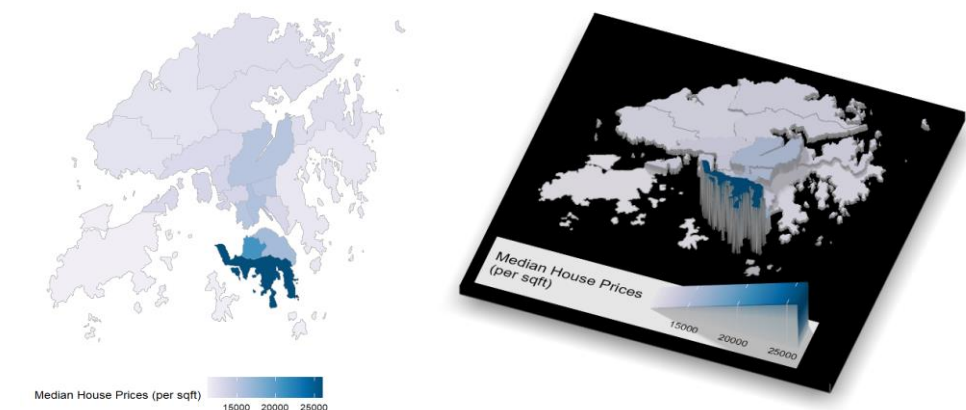 Median House Prices (per sqft)
15000 20000 25000
Median House Prices
(per sqft)
15000 20000 25000